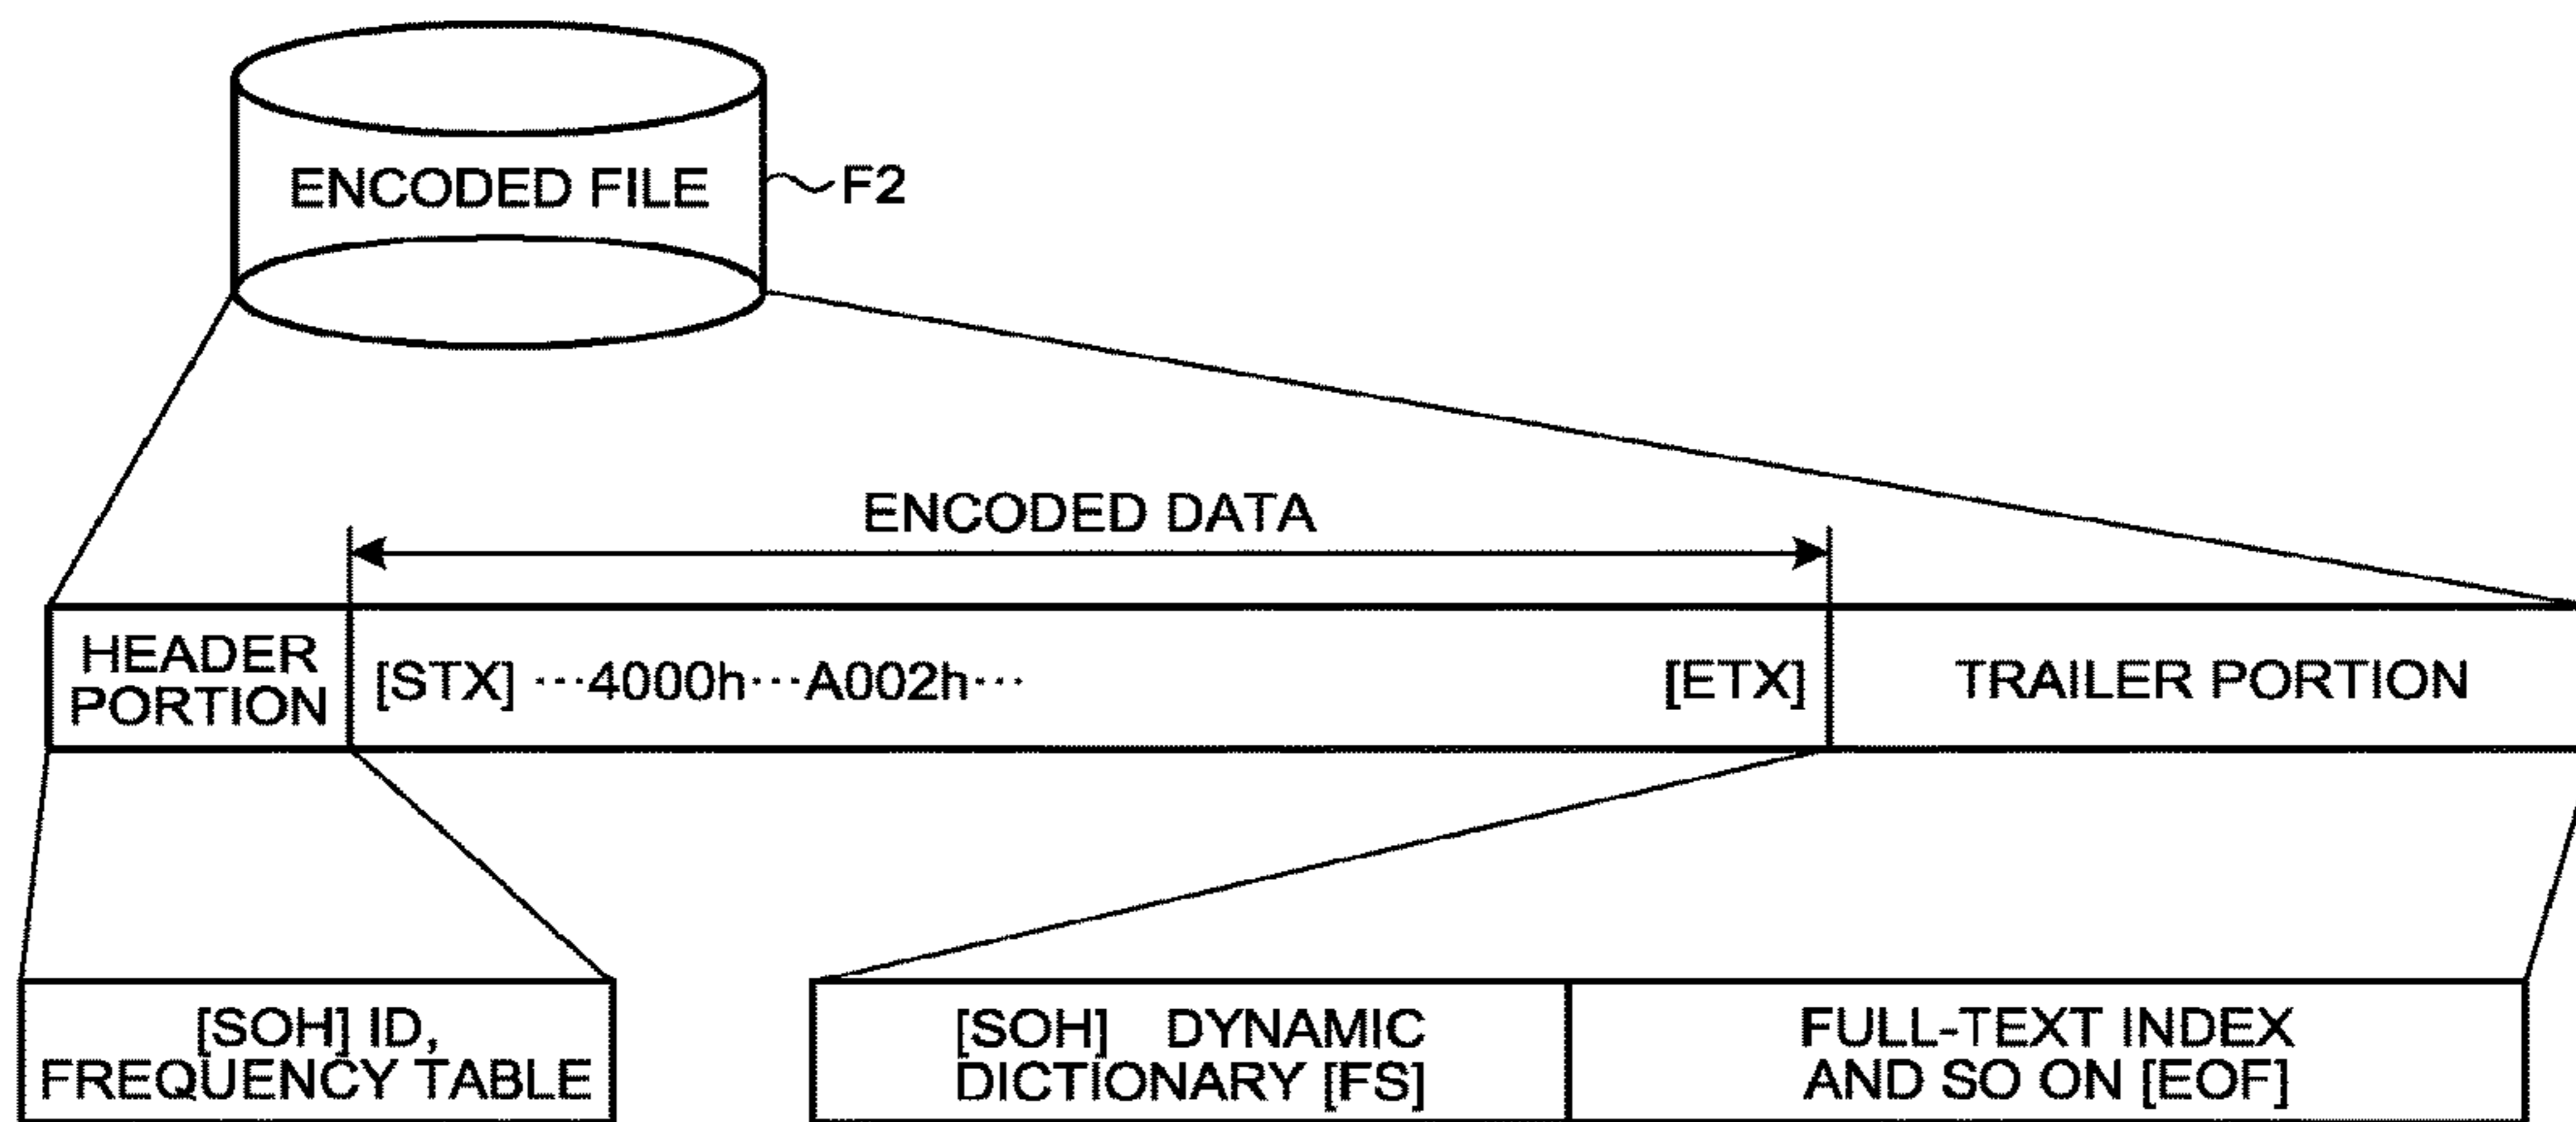 ENCODED FILE
F2
ENCODED DATA
HEADER
PORTION
[STX] ···4000h···A002h···
[ETX]
TRAILER PORTION
[SOH] ID,
FREQUENCY TABLE
[SOH] DYNAMIC
DICTIONARY [FS]
FULL-TEXT INDEX
AND SO ON [EOF]